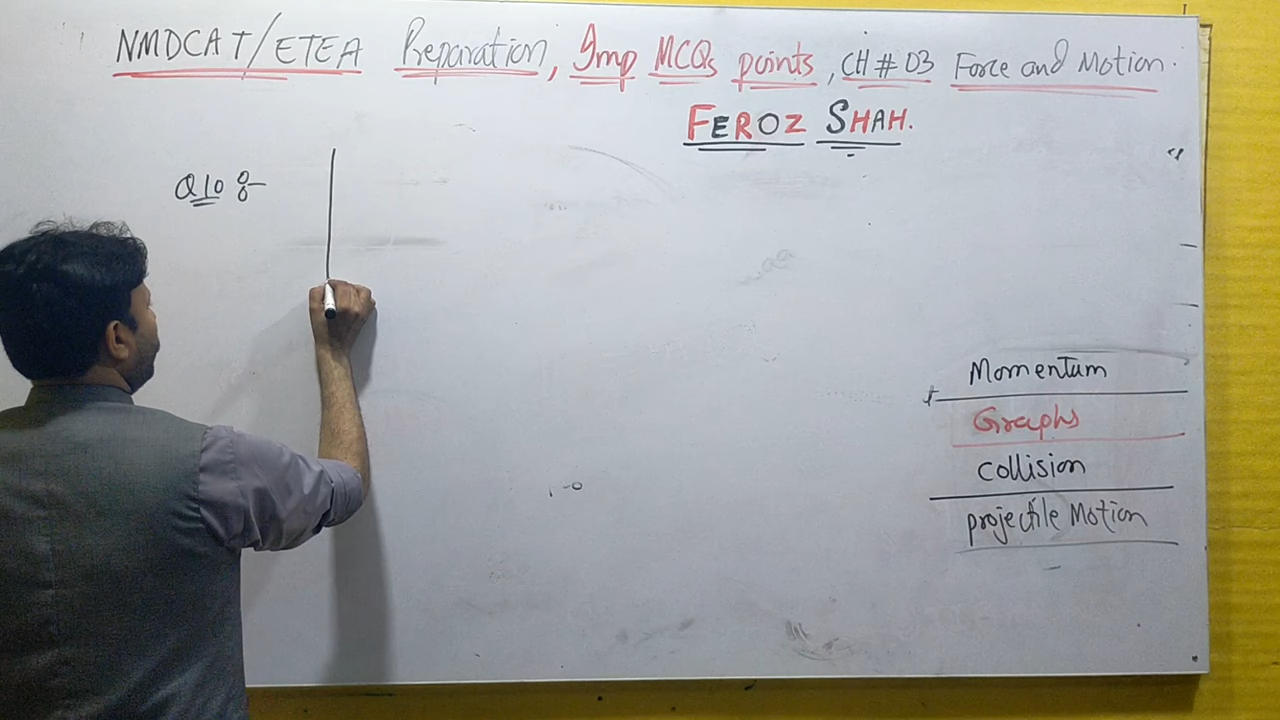 NMDCAT/ETEA Preparation, Imp MCQs points, CH # 03 Force and Motion.
FEROZ SHAH.
Q10 :-
Momentum
Graphs
collision
projectile Motion